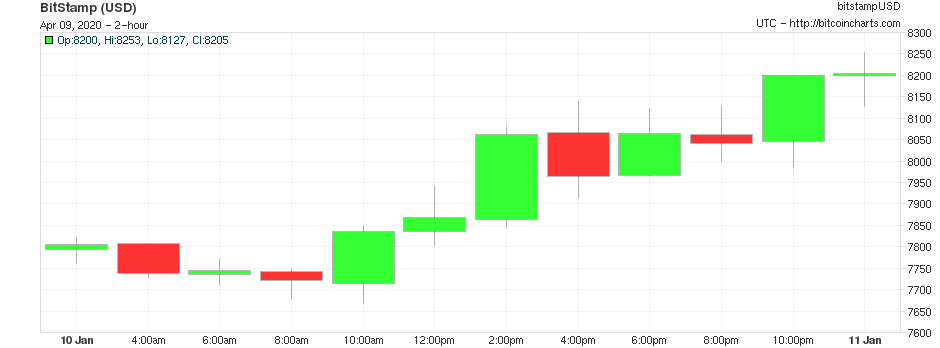 BitStamp (USD)
bitstampUSD
Apr 09, 2020 - 2-hour
UTC - http://bitcoincharts.com
Op:8200, Hi:8253, Lo:8127, Cl:8205
8300
8250
8200
8150
8100
8050
8000
7950
7900
7850
7800
7750
7700
7650
7600
10 Jan 4:00am 6:00am 8:00am 10:00am 12:00pm 2:00pm 4:00pm 6:00pm 8:00pm 10:00pm 11 Jan